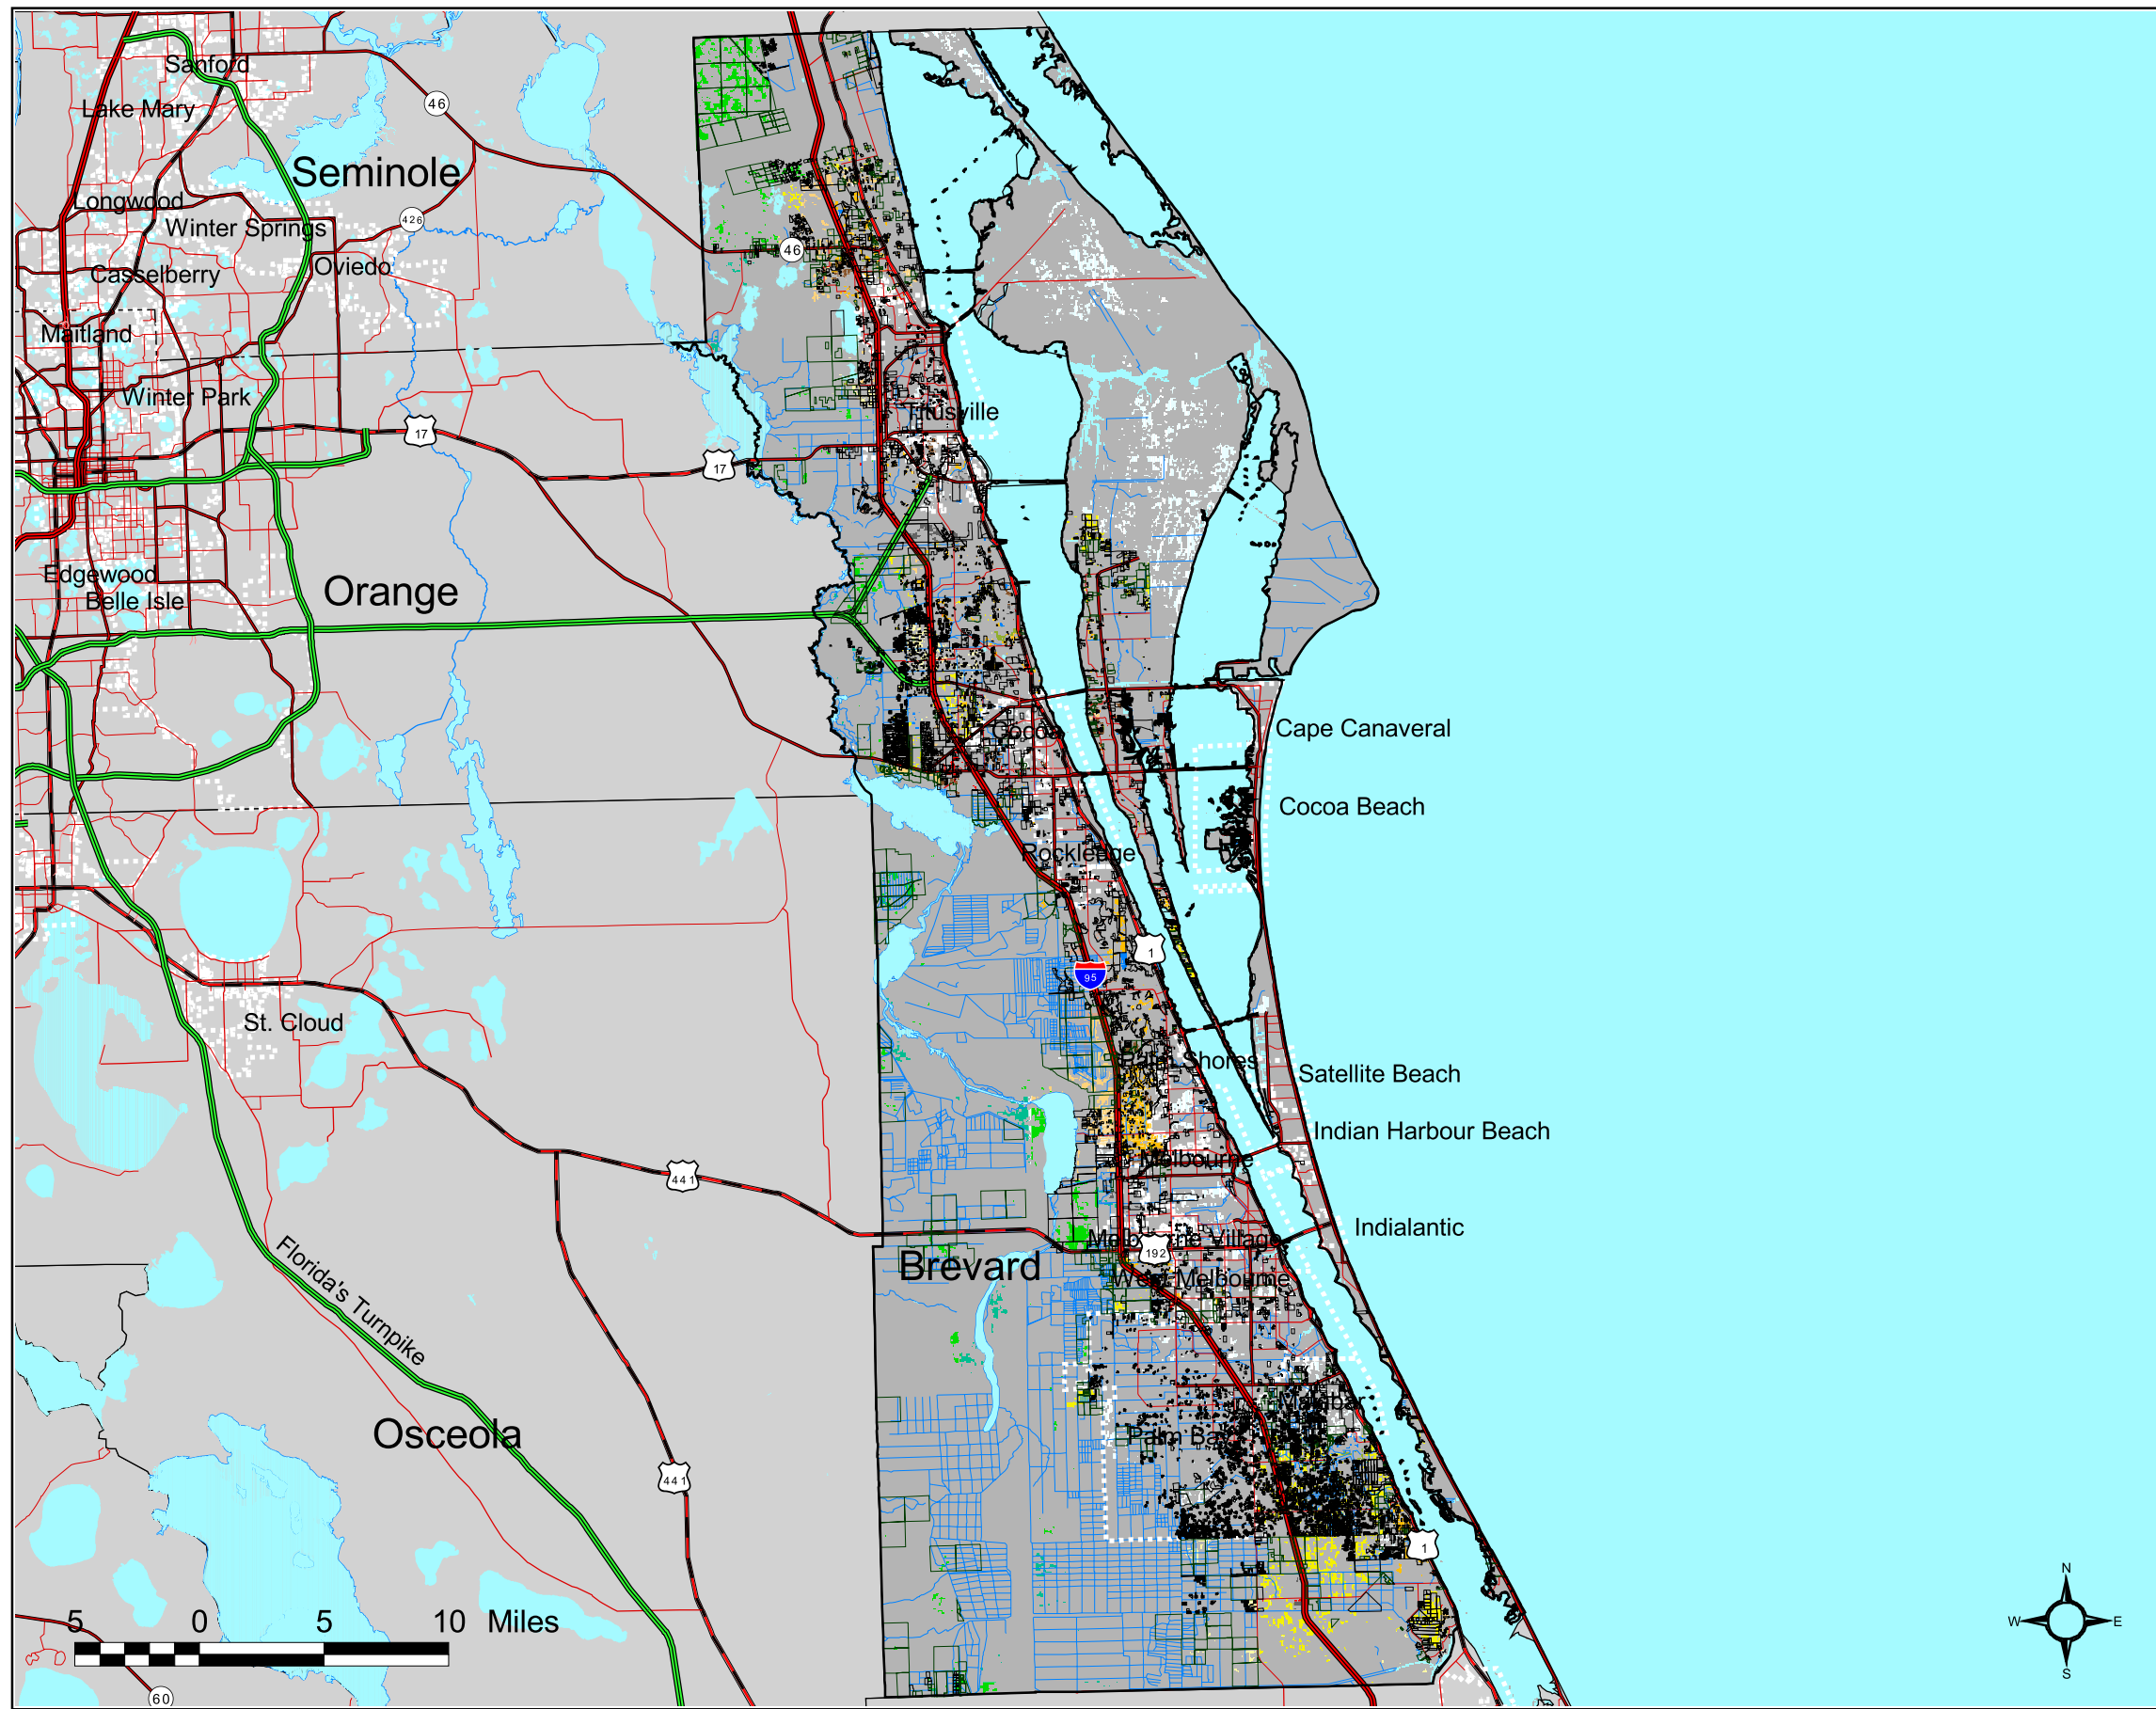 Sanford
Lake Mary
46
Seminole
Longwood
426
Winter Springs
46
Oviedo
Casselberry
Maitland
Winter Park
Titusville
17
17
Edgewood
Orange
Belle Isle
Cocoa
Cape Canaveral
Cocoa Beach
Rockledge
1
95
St. Cloud
Palm Shores
Satellite Beach
Indian Harbour Beach
Melbourne
441
Indialantic
Melbourne Village
192
Brevard
West Melbourne
Florida's Turnpike
Malabar
Osceola
Palm Bay
441
1
N
W
E
S
5 0 5 10 Miles
60